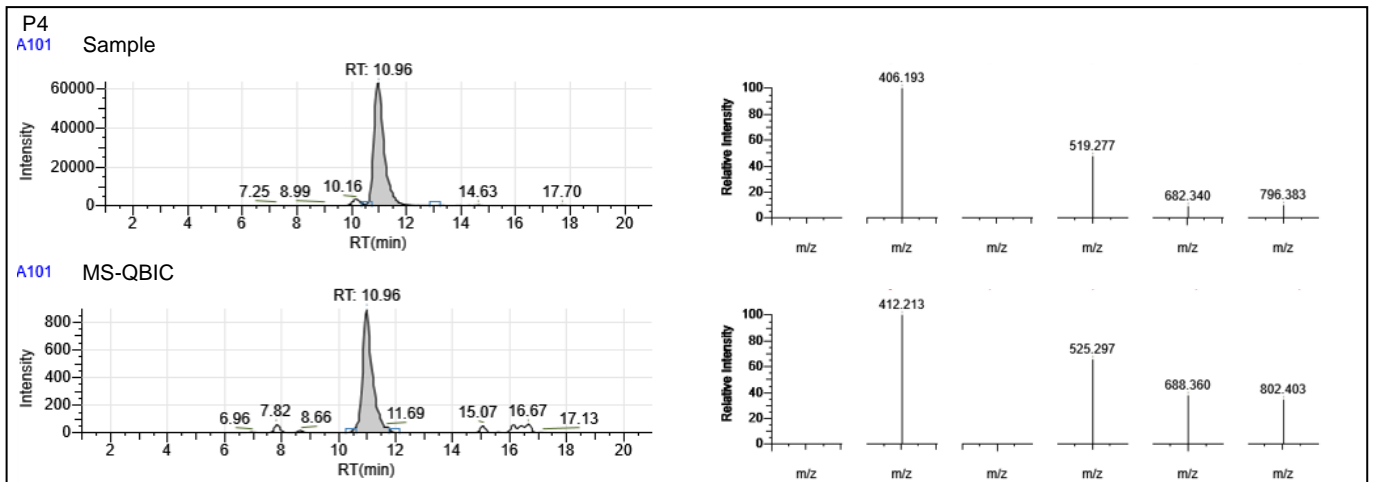 P4
A101 Sample
RT: 10.96
60000
40000
20000
0
Intensity
7.25 8.99 10.16 14.63 17.70
2 4 6 8 10 12 14 16 18 20
RT(min)
Relative Intensity
100
80
60
40
20
0
406.193
519.277
682.340
796.383
m/z m/z m/z m/z m/z m/z
A101 MS-QBIC
RT: 10.96
800
600
400
200
0
Intensity
6.96 7.82 8.66 11.69 15.07 16.67 17.13
2 4 6 8 10 12 14 16 18 20
RT(min)
Relative Intensity
100
80
60
40
20
0
412.213
525.297
688.360
802.403
m/z m/z m/z m/z m/z m/z